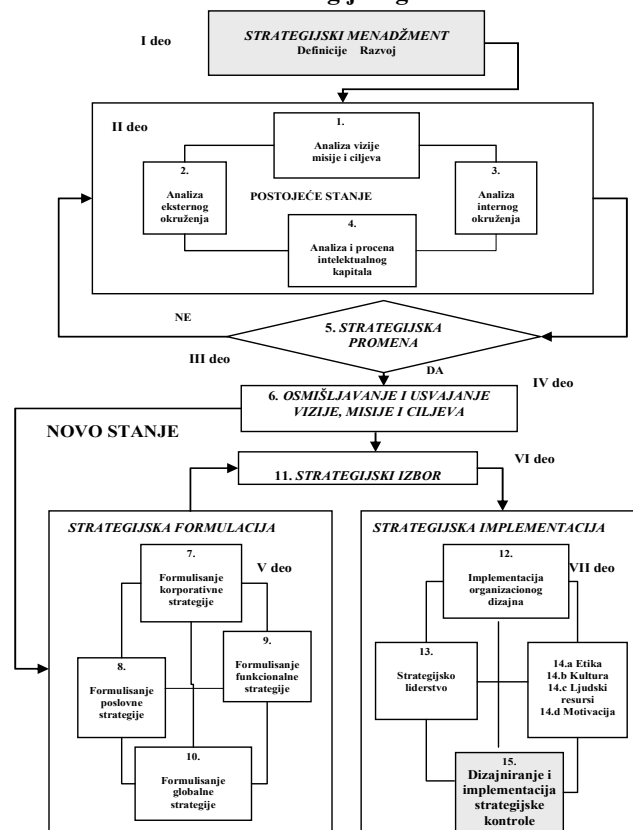 I deo
STRATEGIJSKI MENADŽMENT
Definicije Razvoj
II deo
1.
Analiza vizije
misije i ciljeva
2.
Analiza
eksternog
okruženja
POSTOJEĆE STANJE
3.
Analiza
internog
okruženja
4.
Analiza i procena
intelektualnog
kapitala
NE
5. STRATEGIJSKA
PROMENA
III deo
DA
IV deo
6. OSMIŠLJAVANJE I USVAJANJE
VIZIJE, MISIJE I CILJEVA
NOVO STANJE
VI deo
11. STRATEGIJSKI IZBOR
STRATEGIJSKA FORMULACIJA
V deo
7.
Formulisanje
korporativne
strategije
8.
Formulisanje
poslovne
strategije
9.
Formulisanje
funkcionalne
strategije
10.
Formulisanje
globalne
strategije
STRATEGIJSKA IMPLEMENTACIJA
VII deo
12.
Implementacija
organizacionog
dizajna
13.
Strategijsko
liderstvo
14.a Etika
14.b Kultura
14.c Ljudski
resursi
14.d Motivacija
15.
Dizajniranje i
implementacija
strategijske
kontrole